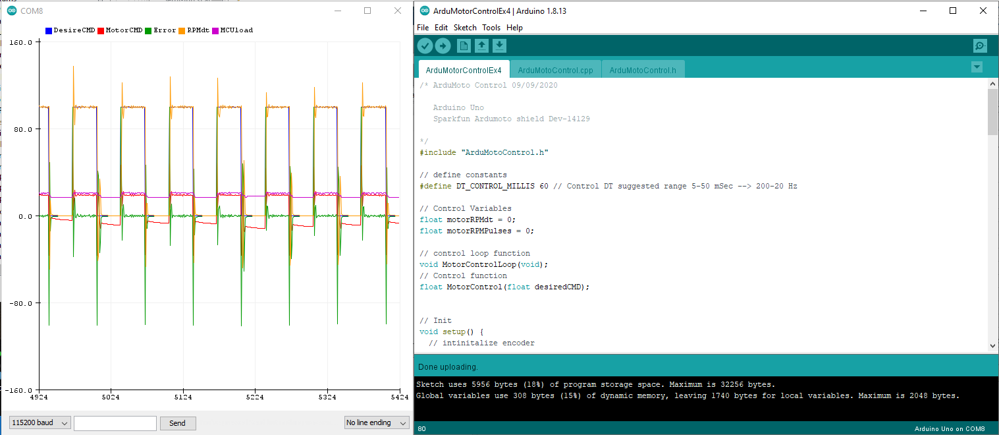 COM8
DesireCMD MotorCMD Error RPMdt MCUload
160.0
80.0
0.0
-80.0
-160.0
4924 5024 5124 5224 5324 5424
115200 baud Send No line ending
ArduMotorControlEx4 | Arduino 1.8.13
File Edit Sketch Tools Help
ArduMotorControlEx4 ArduMotoControl.cpp ArduMotoControl.h
/* ArduMoto Control 09/09/2020
Arduino Uno
Sparkfun Ardumoto shield Dev-14129
*/
#include "ArduMotoControl.h"
// define constants
#define DT_CONTROL_MILLIS 60 // Control DT suggested range 5-50 mSec --> 200-20 Hz
// Control Variables
float motorRPMdt = 0;
float motorRPMPulses = 0;
// control loop function
void MotorControlLoop(void);
// Control function
float MotorControl(float desiredCMD);
// Init
void setup() {
// intinitalize encoder
Done uploading.
Sketch uses 5956 bytes (18%) of program storage space. Maximum is 32256 bytes.
Global variables use 308 bytes (15%) of dynamic memory, leaving 1740 bytes for local variables. Maximum is 2048 bytes.
80 Arduino Uno on COM8